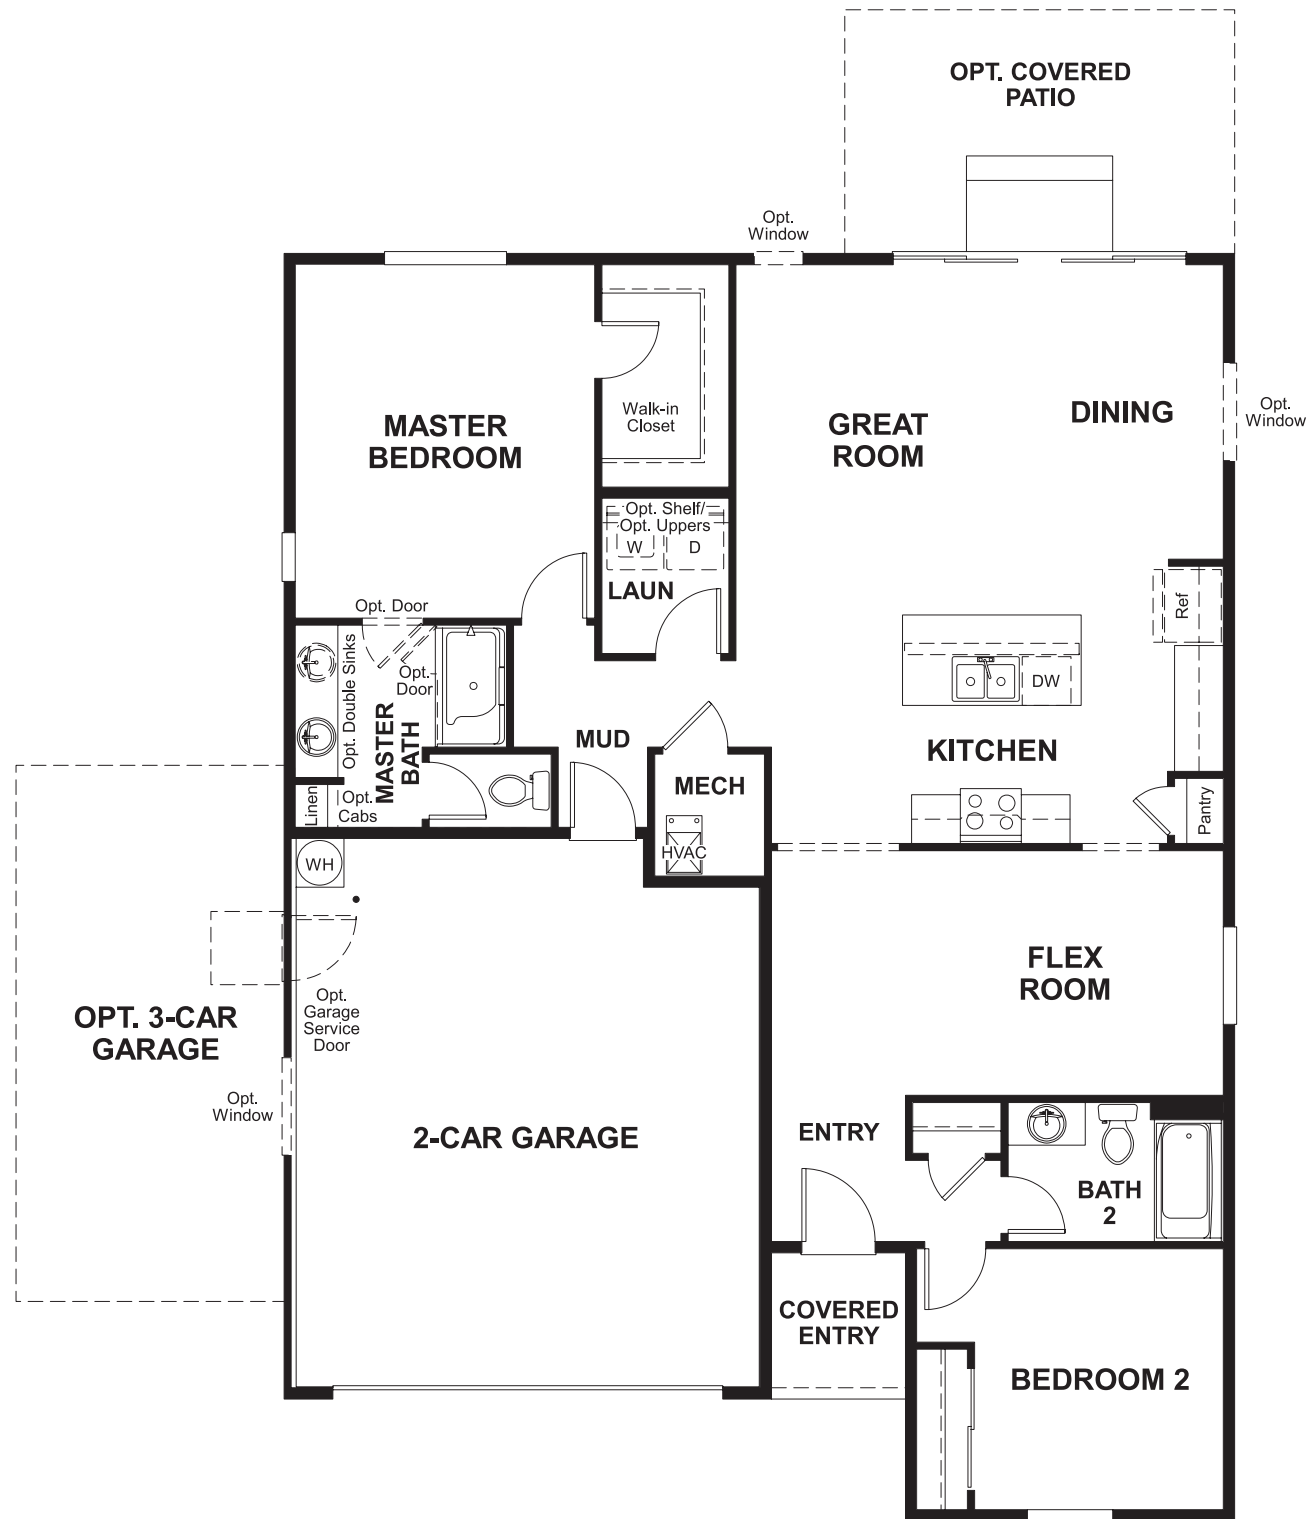 OPT. COVERED
PATIO
Opt.
Window
MASTER
BEDROOM
Walk-in
Closet
GREAT
ROOM
DINING
Opt.
Window
Opt. Shelf/
Opt. Uppers
W
D
LAUN
Opt. Door
Opt. Double Sinks
Opt.
Door
MASTER
BATH
Ref
DW
KITCHEN
MUD
MECH
HVAC
Linen
Opt.
Cabs
Pantry
WH
FLEX
ROOM
Opt.
Garage
Service
Door
OPT. 3-CAR
GARAGE
Opt.
Window
2-CAR GARAGE
ENTRY
BATH
2
COVERED
ENTRY
BEDROOM 2